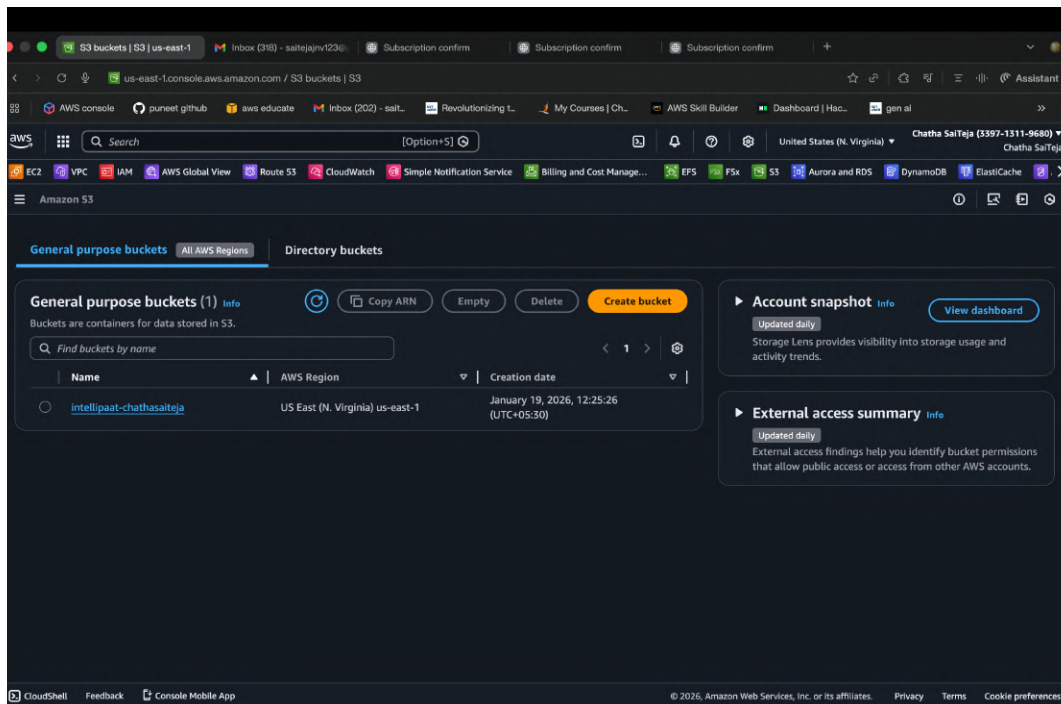 S3 buckets | S3 | us-east-1
Inbox (318) - saitejajnv123@
Subscription confirm
Subscription confirm
Subscription confirm
us-east-1.console.aws.amazon.com / S3 buckets | S3
Assistant
AWS console
puneet github
aws educate
Inbox (202) - sait...
Revolutionizing t...
My Courses | Ch...
AWS Skill Builder
Dashboard | Hac...
gen ai
aws
Search
[Option+S]
United States (N. Virginia)
Chatha SaiTeja (3397-1311-9680)
Chatha SaiTeja
EC2
VPC
IAM
AWS Global View
Route 53
CloudWatch
Simple Notification Service
Billing and Cost Manage...
EFS
FSx
S3
Aurora and RDS
DynamoDB
ElastiCache
Amazon S3
General purpose buckets All AWS Regions
Directory buckets
General purpose buckets (1) Info
Copy ARN
Empty
Delete
Create bucket
Buckets are containers for data stored in S3.
Find buckets by name
1
Name
AWS Region
Creation date
intellipaat-chathasaiteja
US East (N. Virginia) us-east-1
January 19, 2026, 12:25:26
(UTC+05:30)
Account snapshot Info
View dashboard
Updated daily
Storage Lens provides visibility into storage usage and
activity trends.
External access summary Info
Updated daily
External access findings help you identify bucket permissions
that allow public access or access from other AWS accounts.
CloudShell
Feedback
Console Mobile App
© 2026, Amazon Web Services, Inc. or its affiliates.
Privacy
Terms
Cookie preferences